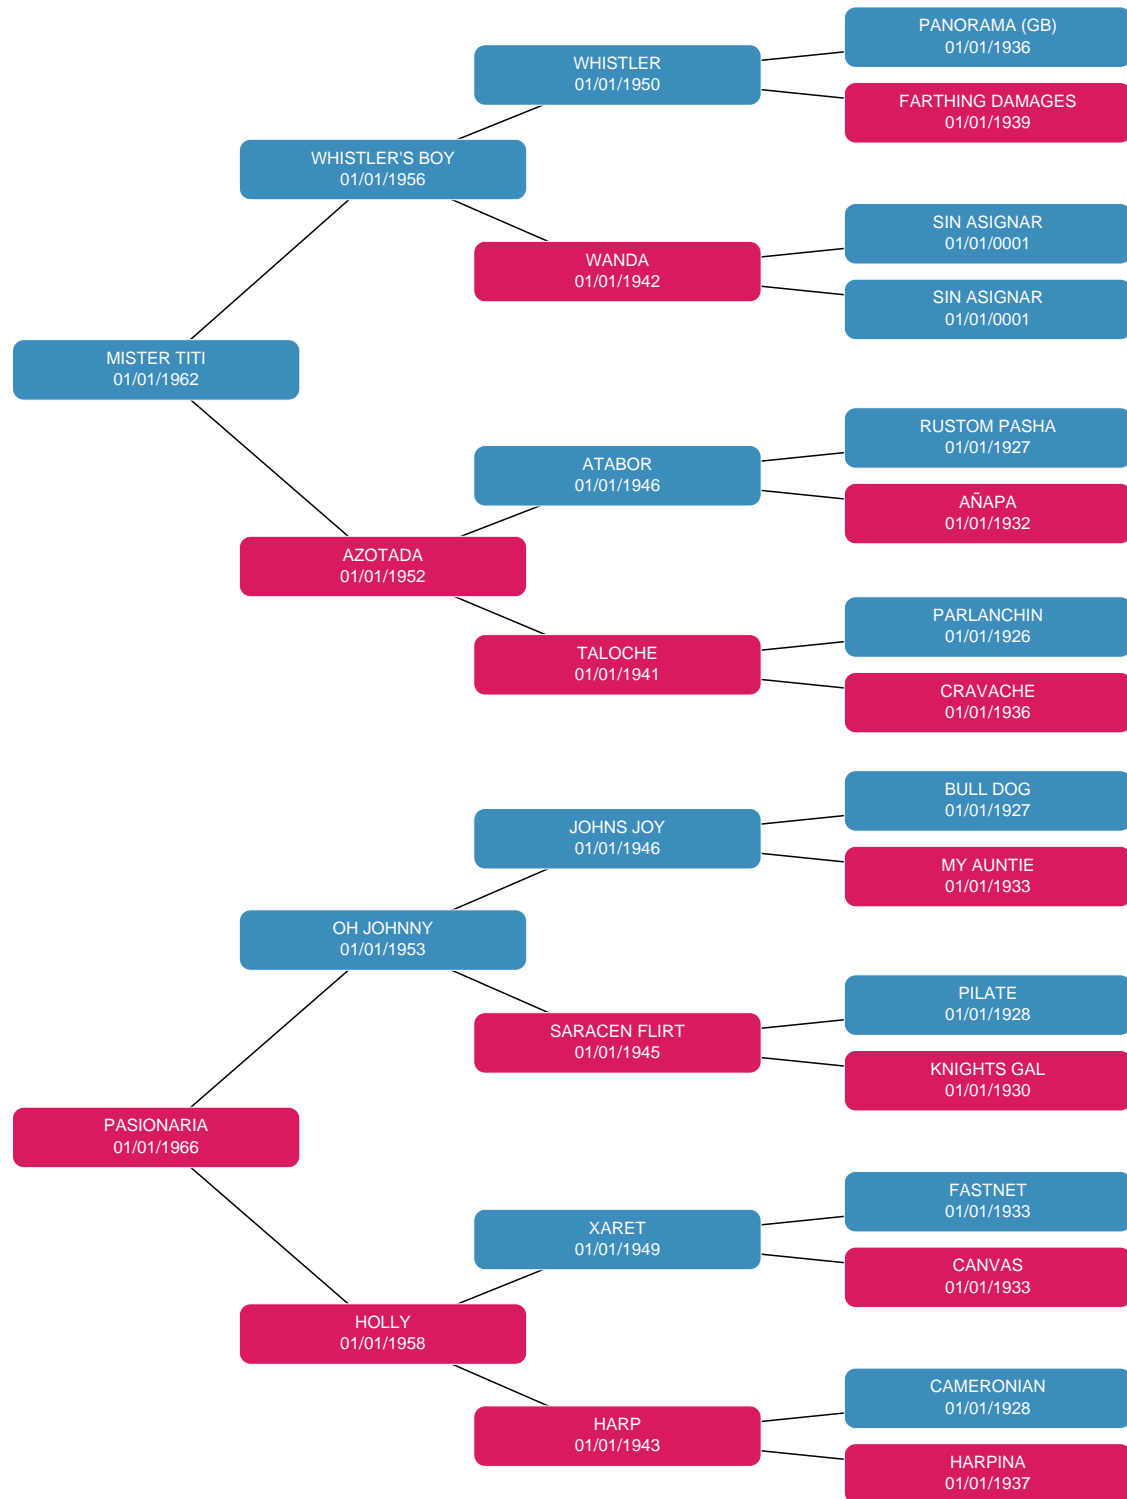 PANORAMA (GB)
01/01/1936
WHISTLER
01/01/1950
FARTHING DAMAGES
01/01/1939
WHISTLER'S BOY
01/01/1956
SIN ASIGNAR
01/01/0001
WANDA
01/01/1942
SIN ASIGNAR
01/01/0001
MISTER TITI
01/01/1962
RUSTOM PASHA
01/01/1927
ATABOR
01/01/1946
AÑAPA
01/01/1932
AZOTADA
01/01/1952
PARLANCHIN
01/01/1926
TALOCHE
01/01/1941
CRAVACHE
01/01/1936
BULL DOG
01/01/1927
JOHNS JOY
01/01/1946
MY AUNTIE
01/01/1933
OH JOHNNY
01/01/1953
PILATE
01/01/1928
SARACEN FLIRT
01/01/1945
KNIGHTS GAL
01/01/1930
PASIONARIA
01/01/1966
FASTNET
01/01/1933
XARET
01/01/1949
CANVAS
01/01/1933
HOLLY
01/01/1958
CAMERONIAN
01/01/1928
HARP
01/01/1943
HARPINA
01/01/1937